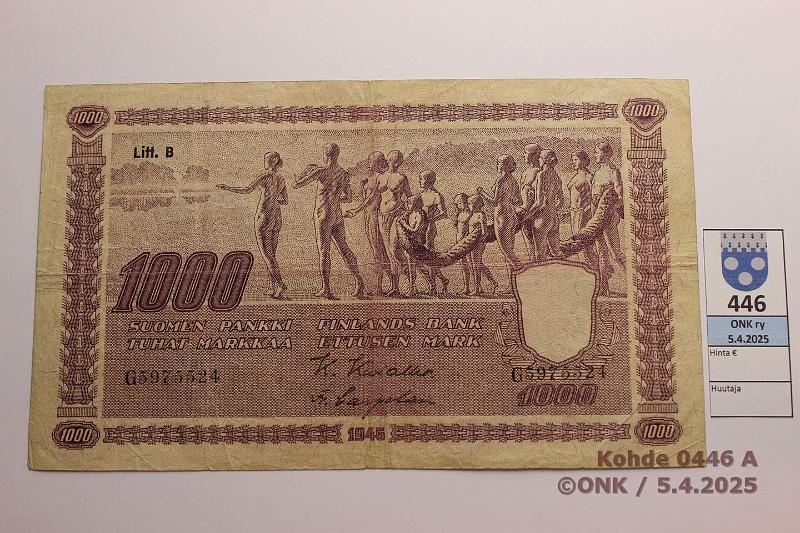 1000 1000
Litt. B
1000
SUOMEN PANKKI FINLANDS BANK
TUHAT MARKKAA ETTUSEN MARK
G5975524 G5975524
1000
1000 1945 1000
446
ONK ry
5.4.2025
Hinta €
Huutaja
Kohde 0446 A
©ONK / 5.4.2025